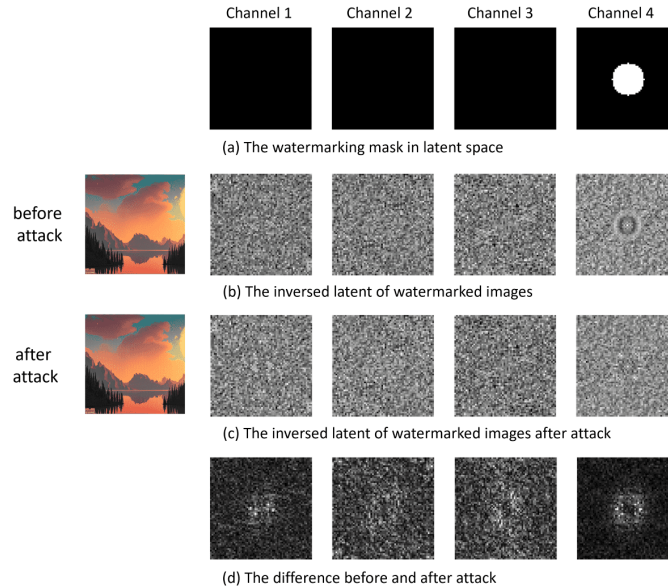 Channel 1 Channel 2 Channel 3 Channel 4
(a) The watermarking mask in latent space
before
attack
(b) The inversed latent of watermarked images
after
attack
(c) The inversed latent of watermarked images after attack
(d) The difference before and after attack